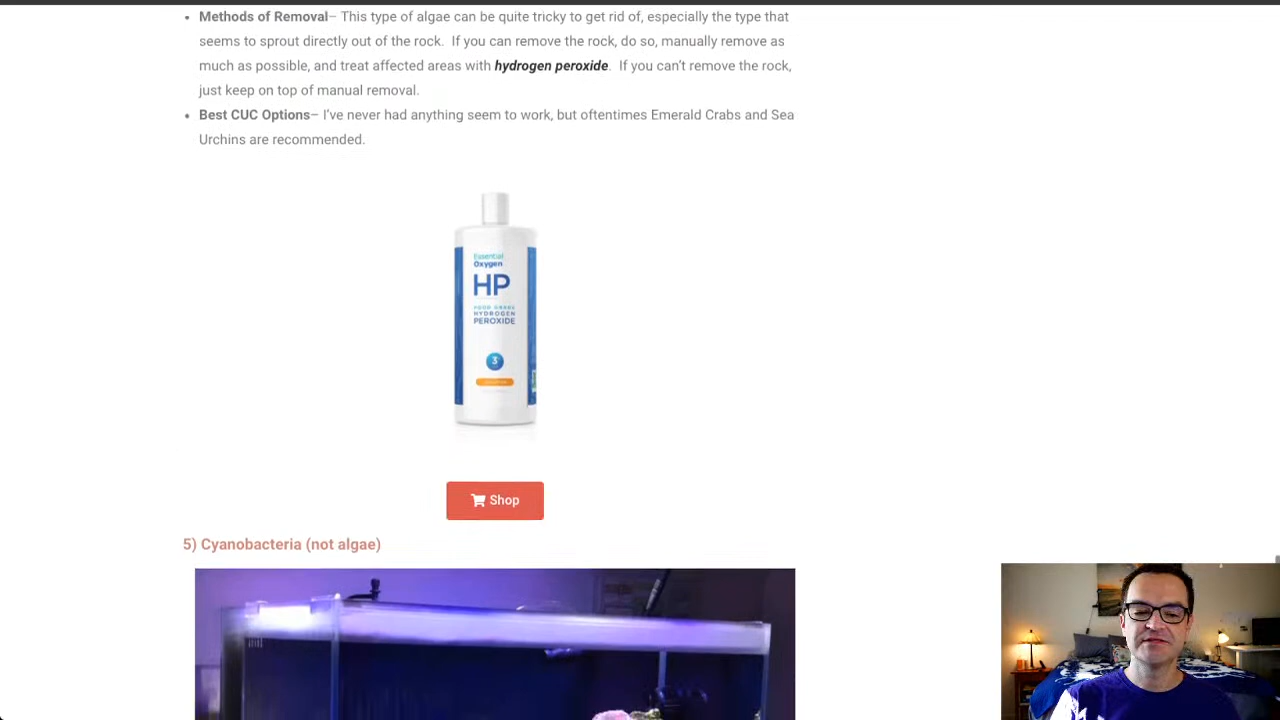 Methods of Removal– This type of algae can be quite tricky to get rid of, especially the type that
seems to sprout directly out of the rock.  If you can remove the rock, do so, manually remove as
much as possible, and treat affected areas with hydrogen peroxide.  If you can’t remove the rock,
just keep on top of manual removal.
Best CUC Options– I’ve never had anything seem to work, but oftentimes Emerald Crabs and Sea
Urchins are recommended.
Essential
Oxygen
HP
FOOD GRADE
HYDROGEN
PEROXIDE
3
Shop
5) Cyanobacteria (not algae)